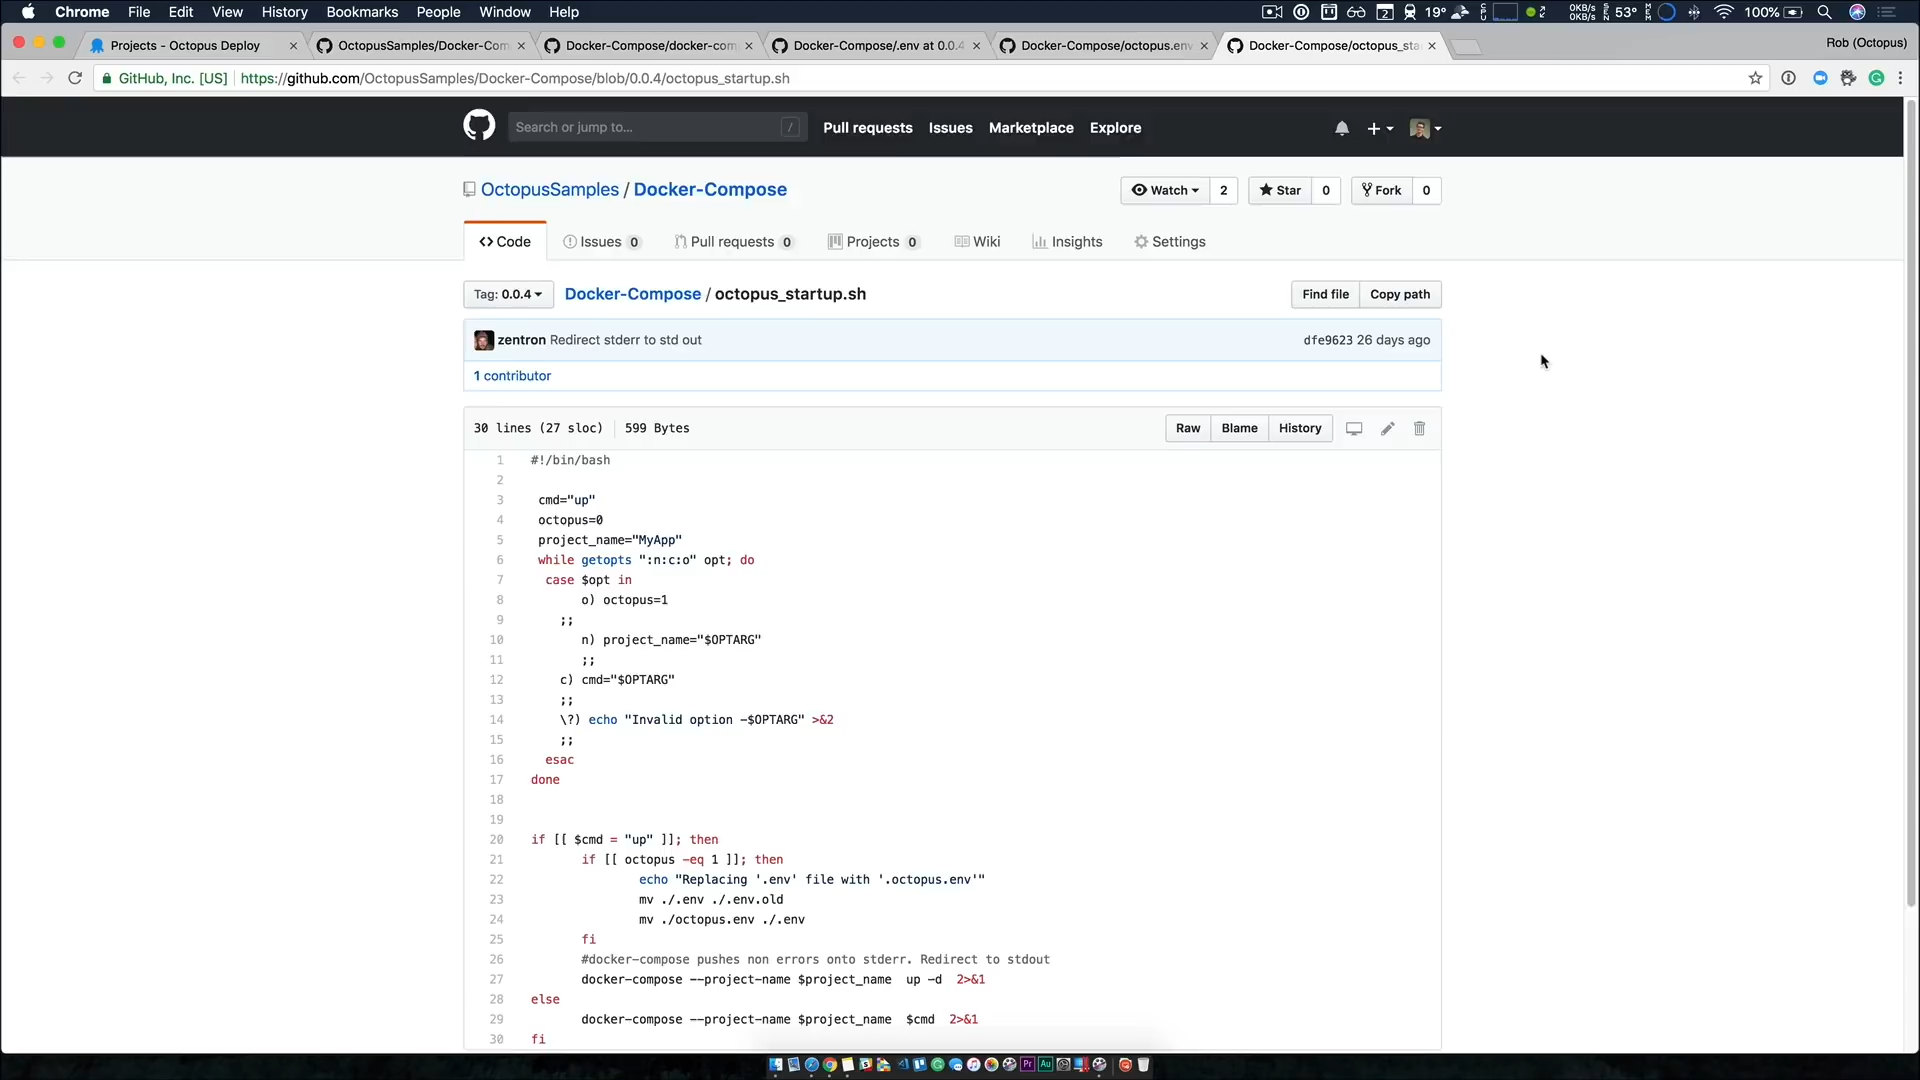 Chrome File Edit View History Bookmarks People Window Help 2 19° 0KB/s 0KB/s 53° 100%
Projects - Octopus Deploy OctopusSamples/Docker-Com Docker-Compose/docker-com Docker-Compose/.env at 0.0.4 Docker-Compose/octopus.env Docker-Compose/octopus_sta Rob (Octopus)
GitHub, Inc. [US] https://github.com/OctopusSamples/Docker-Compose/blob/0.0.4/octopus_startup.sh
Search or jump to... / Pull requests Issues Marketplace Explore
OctopusSamples / Docker-Compose Watch 2 Star 0 Fork 0
Code Issues 0 Pull requests 0 Projects 0 Wiki Insights Settings
Tag: 0.0.4 Docker-Compose / octopus_startup.sh Find file Copy path
zentron Redirect stderr to std out dfe9623 26 days ago
1 contributor
30 lines (27 sloc) 599 Bytes Raw Blame History
1 #!/bin/bash
2
3 cmd="up"
4 octopus=0
5 project_name="MyApp"
6 while getopts ":n:c:o" opt; do
7 case $opt in
8 o) octopus=1
9 ;;
10 n) project_name="$OPTARG"
11 ;;
12 c) cmd="$OPTARG"
13 ;;
14 \?) echo "Invalid option -$OPTARG" >&2
15 ;;
16 esac
17 done
18
19
20 if [[ $cmd = "up" ]]; then
21 if [[ octopus -eq 1 ]]; then
22 echo "Replacing '.env' file with '.octopus.env'"
23 mv ./.env ./.env.old
24 mv ./octopus.env ./.env
25 fi
26 #docker-compose pushes non errors onto stderr. Redirect to stdout
27 docker-compose --project-name $project_name up -d 2>&1
28 else
29 docker-compose --project-name $project_name $cmd 2>&1
30 fi
Pr Au